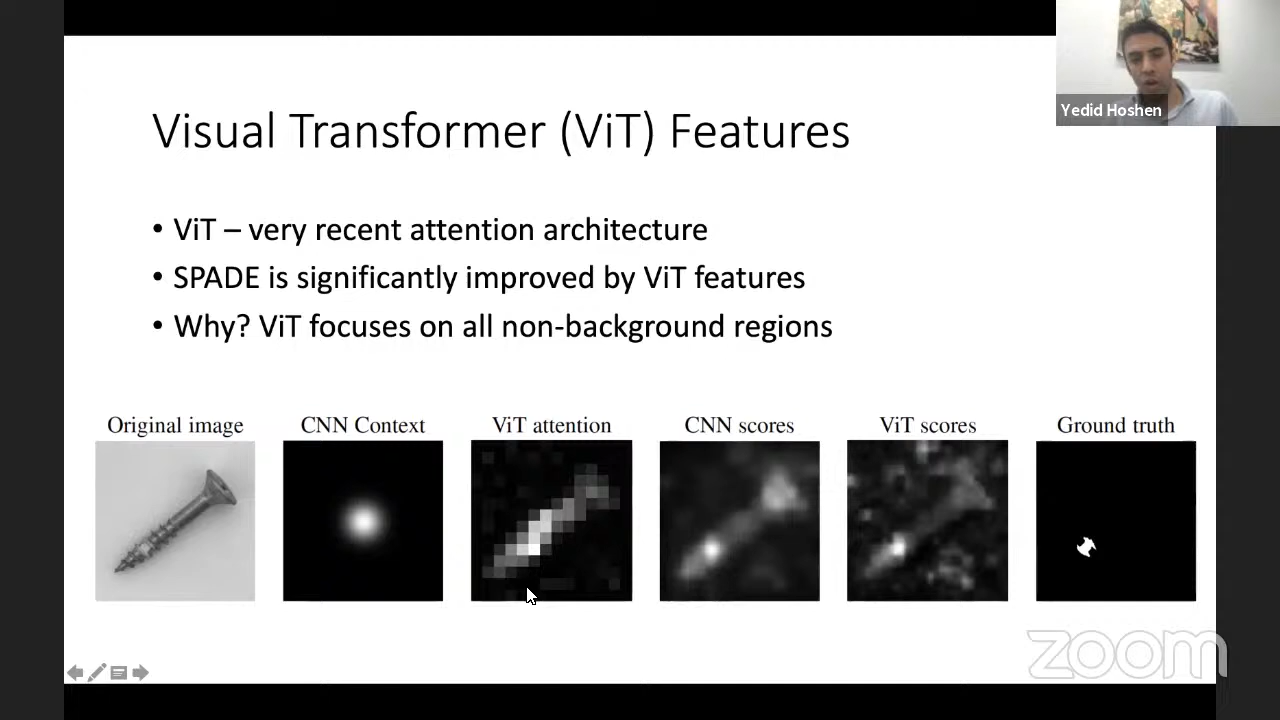 Yedid Hoshen
Visual Transformer (ViT) Features
• ViT – very recent attention architecture
• SPADE is significantly improved by ViT features
• Why? ViT focuses on all non-background regions
Original image
CNN Context
ViT attention
CNN scores
ViT scores
Ground truth
zoom